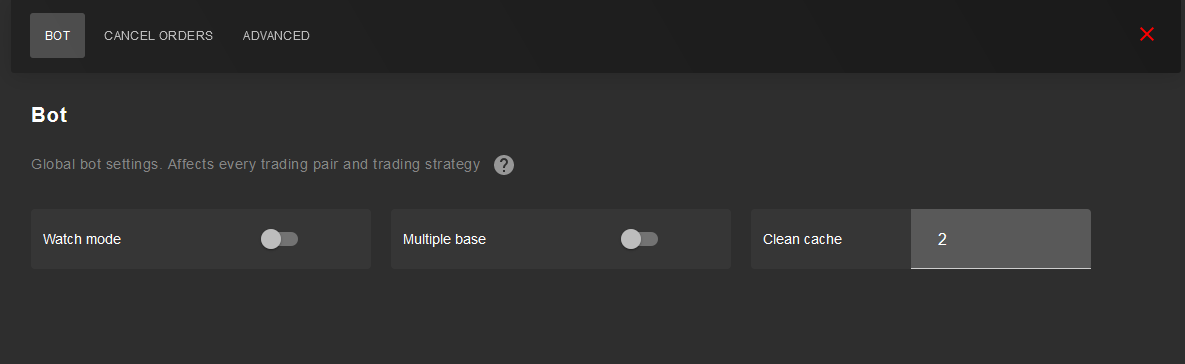 BOT CANCEL ORDERS ADVANCED
Bot
Global bot settings. Affects every trading pair and trading strategy ?
Watch mode Multiple base Clean cache 2